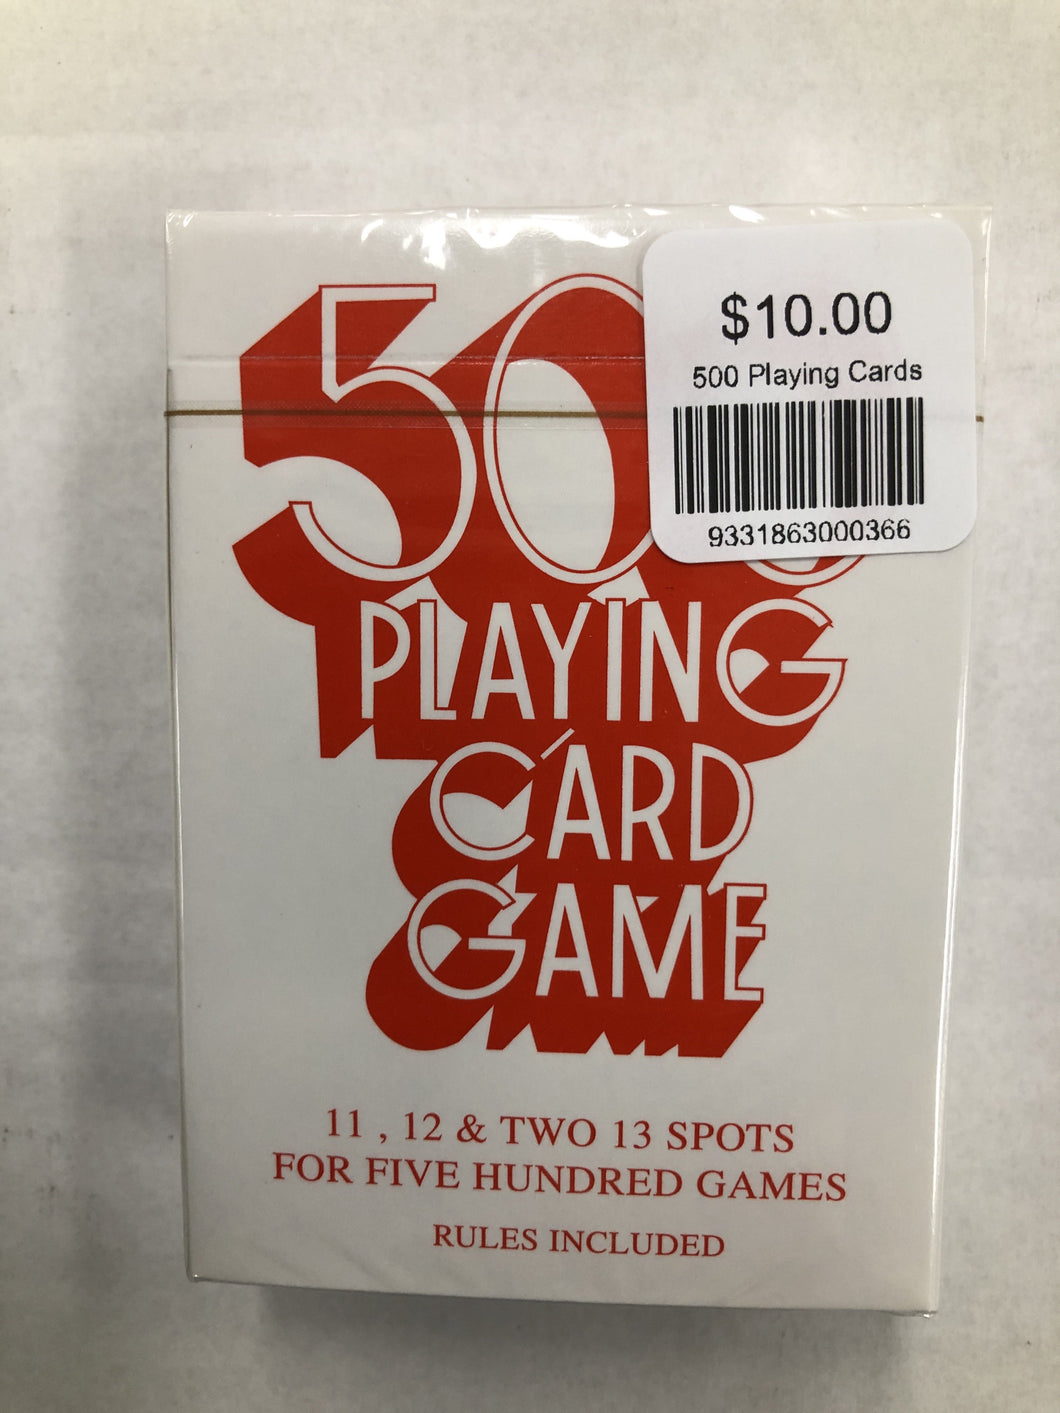 500
PLAYING
CARD
GAME
$10.00
500 Playing Cards
9331863000366
11 , 12 & TWO 13 SPOTS
FOR FIVE HUNDRED GAMES
RULES INCLUDED